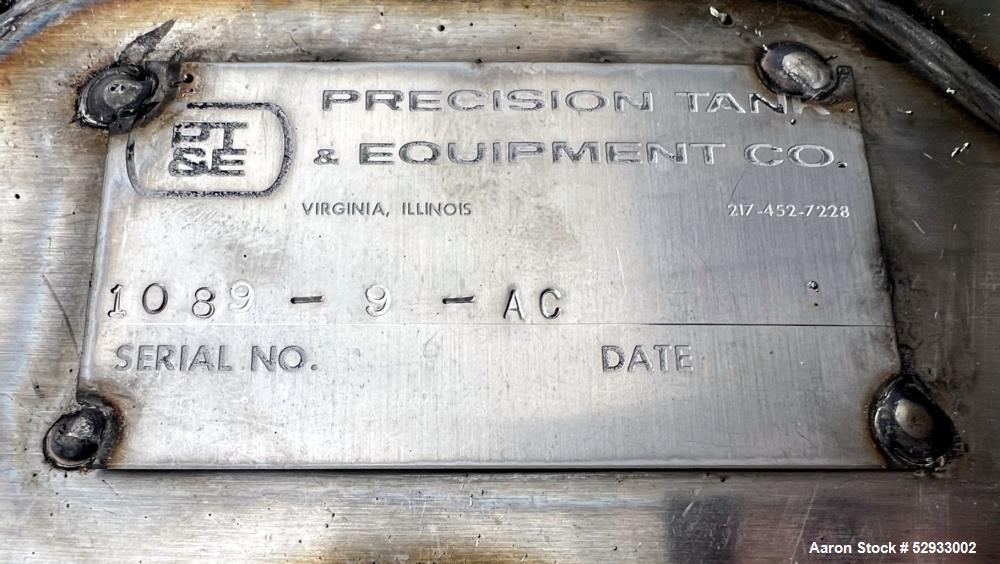 PT
&E
PRECISION TANK
& EQUIPMENT CO.
VIRGINIA, ILLINOIS 217-452-7228
1089 - 9 - AC
SERIAL NO. DATE
Aaron Stock # 52933002